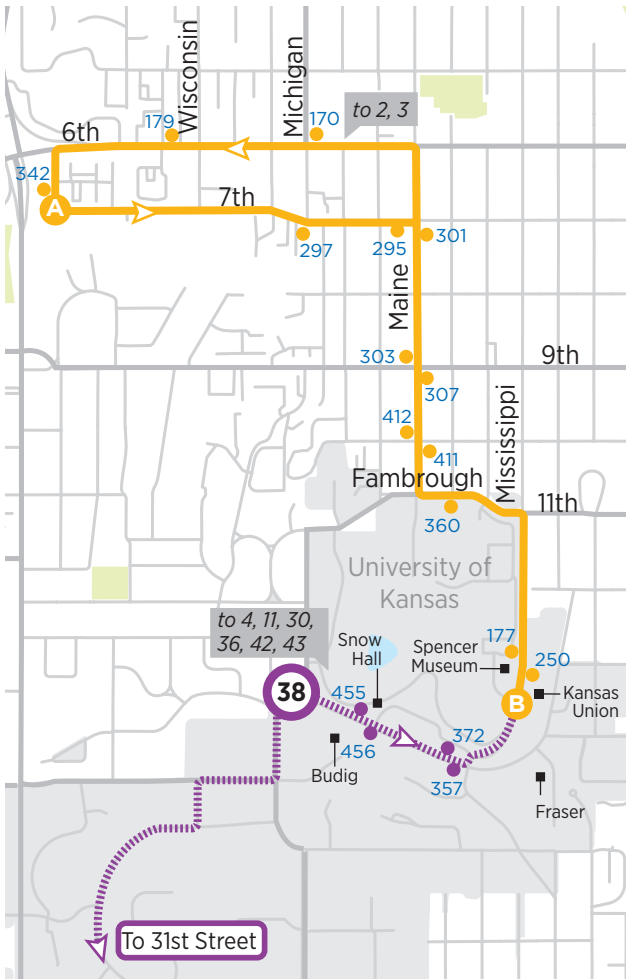 Wisconsin
Michigan
to 2, 3
179
170
6th
342
A
7th
297
295
301
Maine
303
9th
307
412
411
Mississippi
Fambrough
11th
360
University of
Kansas
to 4, 11, 30,
36, 42, 43
Snow
Hall
Spencer
Museum
177
250
38
455
B
Kansas
Union
456
372
Budig
357
Fraser
To 31st Street